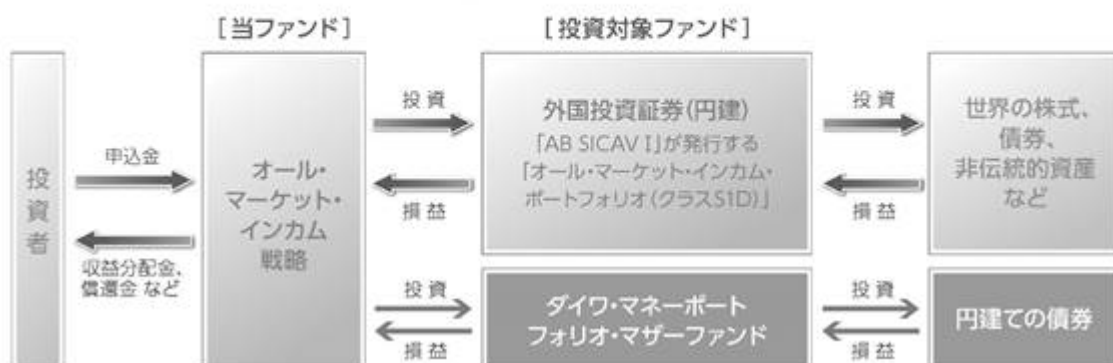 [当ファンド]
[投資対象ファンド]
投資者
申込金
収益分配金、
償還金 など
オール・
マーケット・
インカム
戦略
投資
損益
外国投資証券(円建)
「AB SICAV I」が発行する
「オール・マーケット・インカム・
ポートフォリオ(クラスS1D)」
投資
損益
世界の株式、
債券、
非伝統的資産
など
投資
損益
ダイワ・マネーポート
フォリオ・マザーファンド
投資
損益
円建ての債券